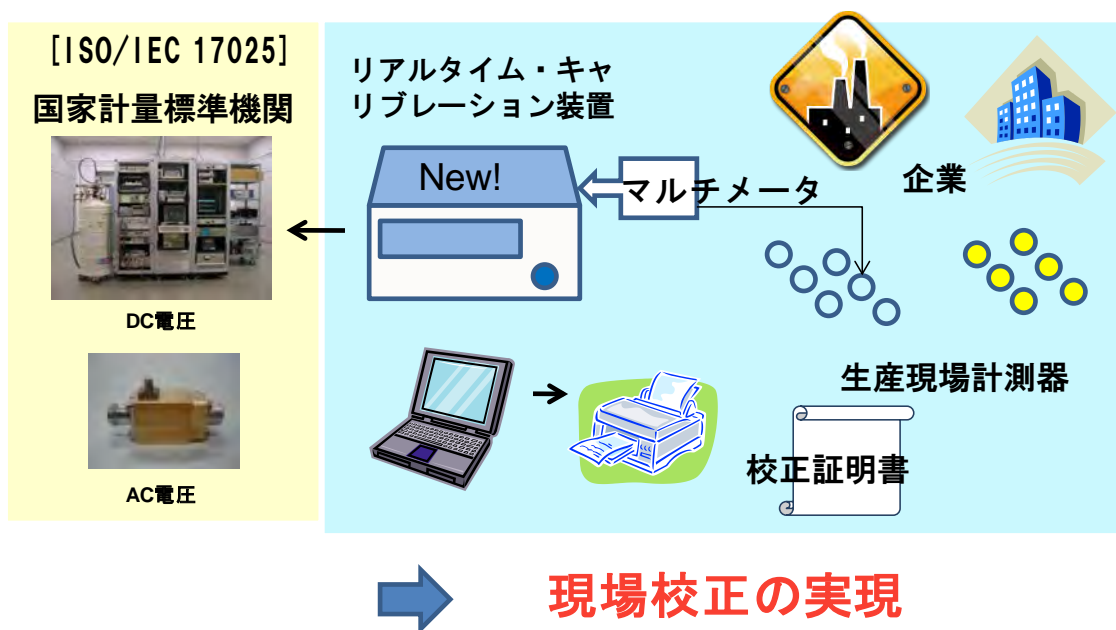 [ISO/IEC 17025]
国家計量標準機関
DC電圧
AC電圧
リアルタイム・キャ
リブレーション装置
New!
マルチメータ
企業
生産現場計測器
校正証明書
現場校正の実現